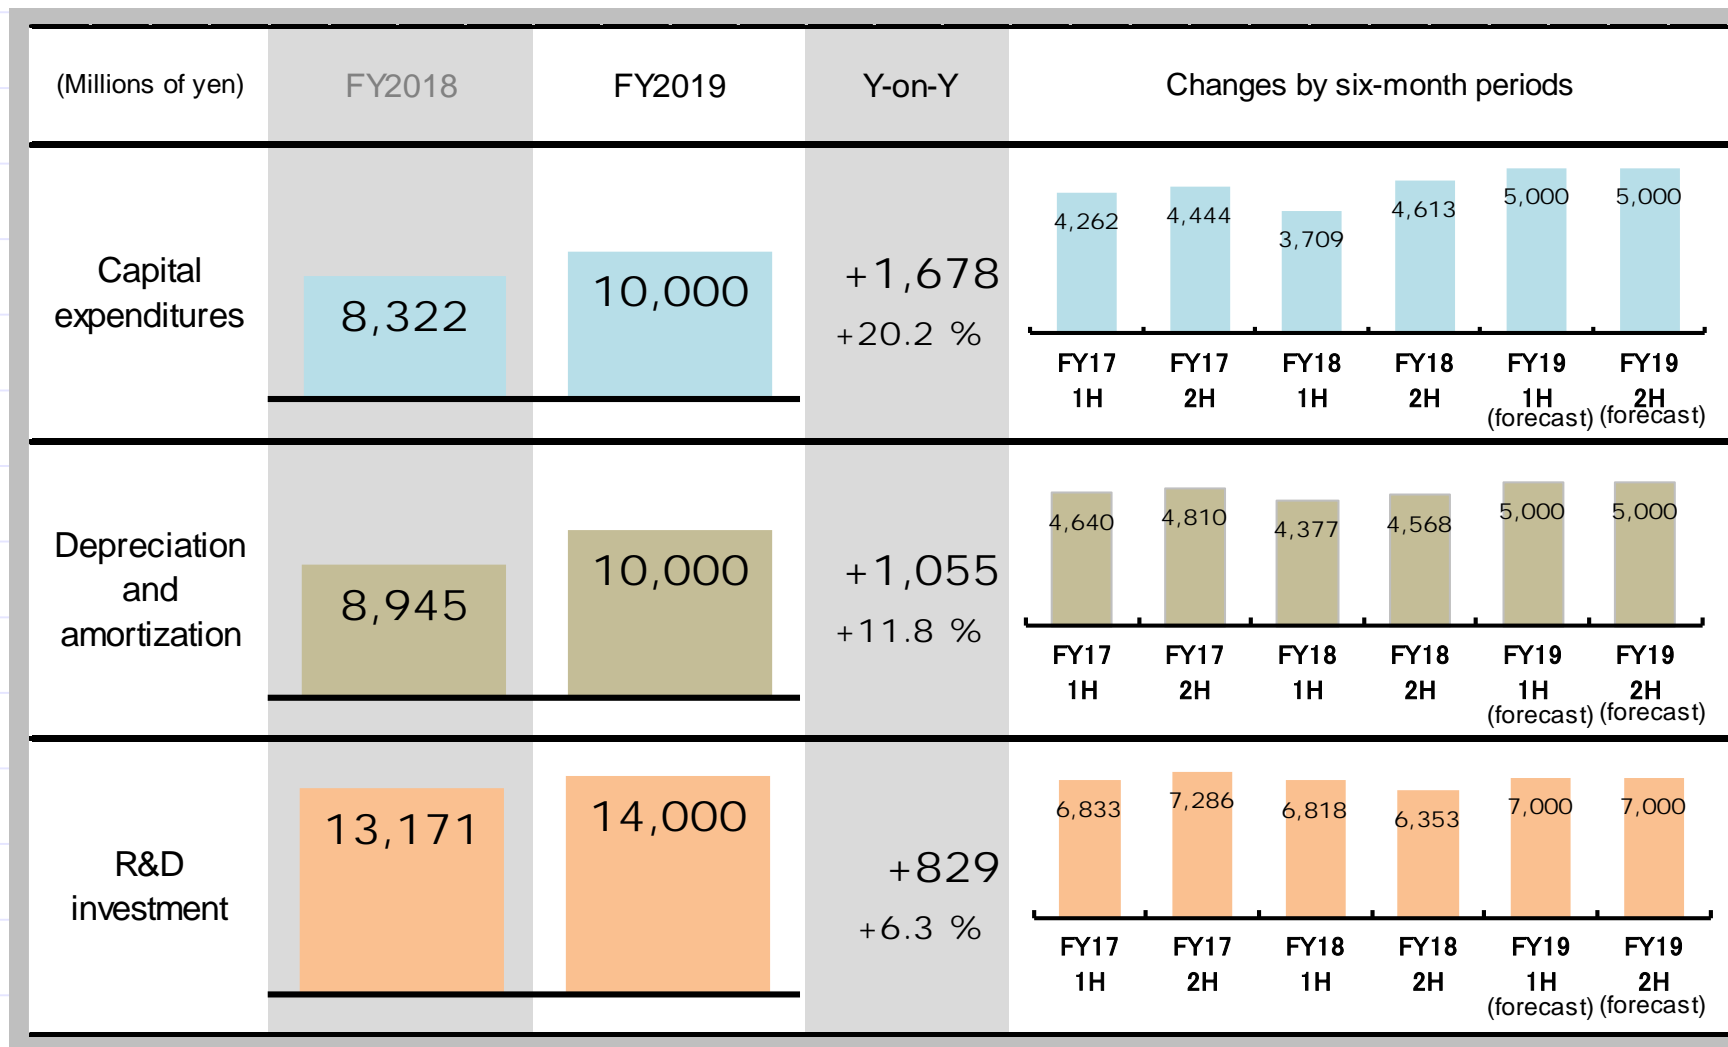 (Millions of yen) FY2018 FY2019 Y-on-Y Changes by six-month periods
Capital
expenditures
8,322
10,000
+1,678
+20.2 %
4,262 4,444 3,709 4,613 5,000 5,000
FY17 FY17 FY18 FY18 FY19 FY19
1H 2H 1H 2H 1H 2H
(forecast) (forecast)
Depreciation
and
amortization
8,945
10,000
+1,055
+11.8 %
4,640 4,810 4,377 4,568 5,000 5,000
FY17 FY17 FY18 FY18 FY19 FY19
1H 2H 1H 2H 1H 2H
(forecast) (forecast)
R&D
investment
13,171
14,000
+829
+6.3 %
6,833 7,286 6,818 6,353 7,000 7,000
FY17 FY17 FY18 FY18 FY19 FY19
1H 2H 1H 2H 1H 2H
(forecast) (forecast)